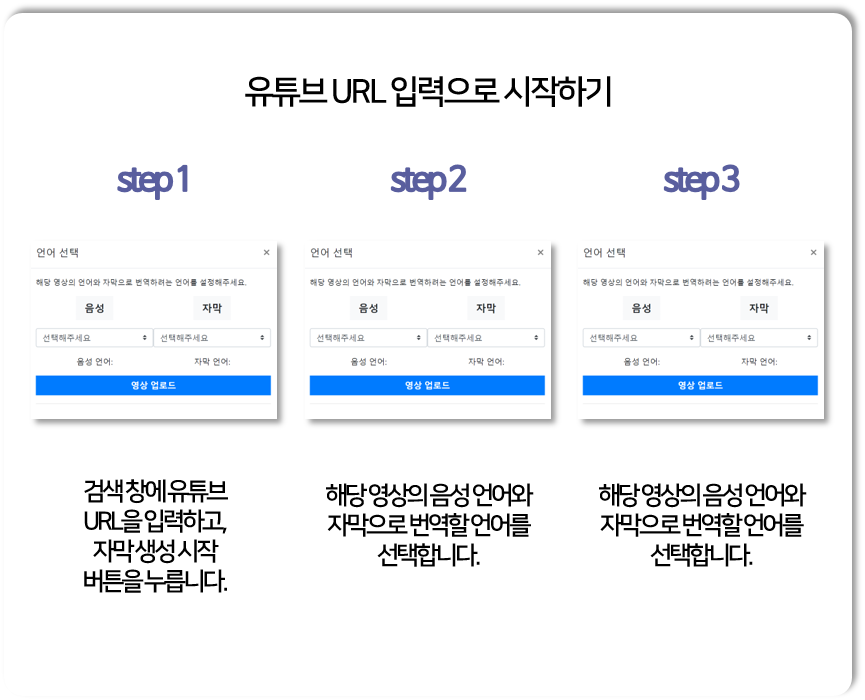 유튜브 URL 입력으로 시작하기
step 1
step 2
step 3
언어 선택 ×
해당 영상의 언어와 자막으로 번역하려는 언어를 설정해주세요.
음성 자막
선택해주세요 선택해주세요
음성 언어: 자막 언어:
영상 업로드
언어 선택 ×
해당 영상의 언어와 자막으로 번역하려는 언어를 설정해주세요.
음성 자막
선택해주세요 선택해주세요
음성 언어: 자막 언어:
영상 업로드
언어 선택 ×
해당 영상의 언어와 자막으로 번역하려는 언어를 설정해주세요.
음성 자막
선택해주세요 선택해주세요
음성 언어: 자막 언어:
영상 업로드
검색 창에 유튜브
URL을 입력하고,
자막 생성 시작
버튼을 누릅니다.
해당 영상의 음성 언어와
자막으로 번역할 언어를
선택합니다.
해당 영상의 음성 언어와
자막으로 번역할 언어를
선택합니다.